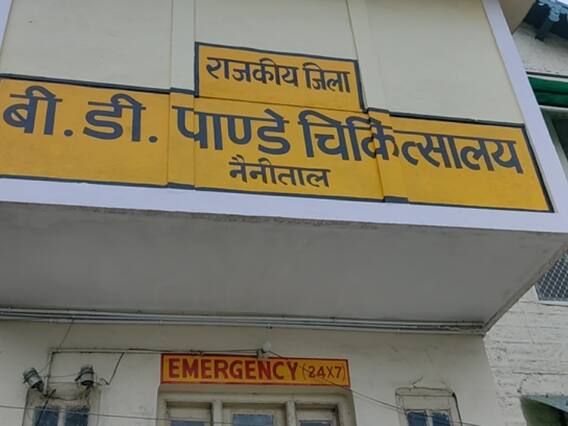 राजकीय जिला
बी. डी. पाण्डे चिकित्सालय
नैनीताल
EMERGENCY (24X7)